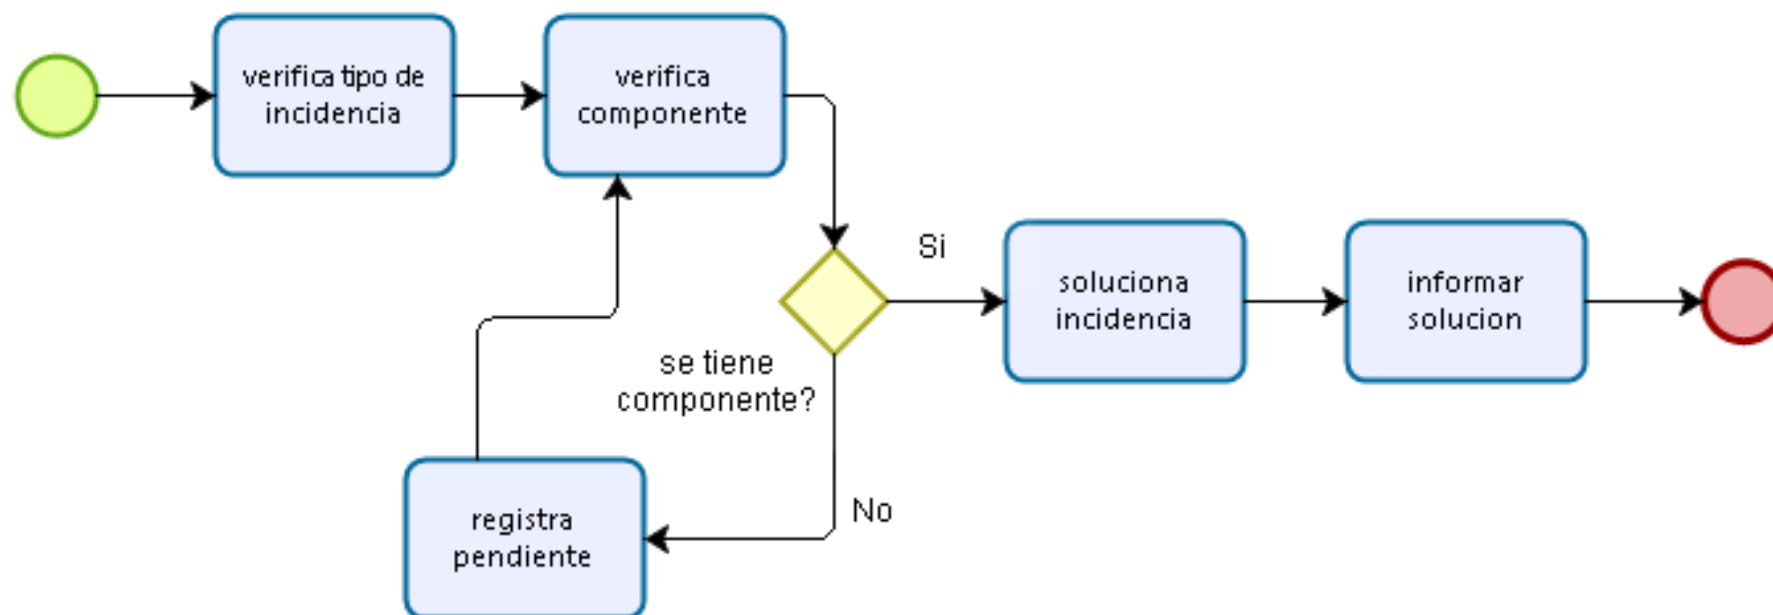 verifica tipo de
incidencia
verifica
componente
Si
soluciona
incidencia
informar
solucion
se tiene
componente?
No
registra
pendiente